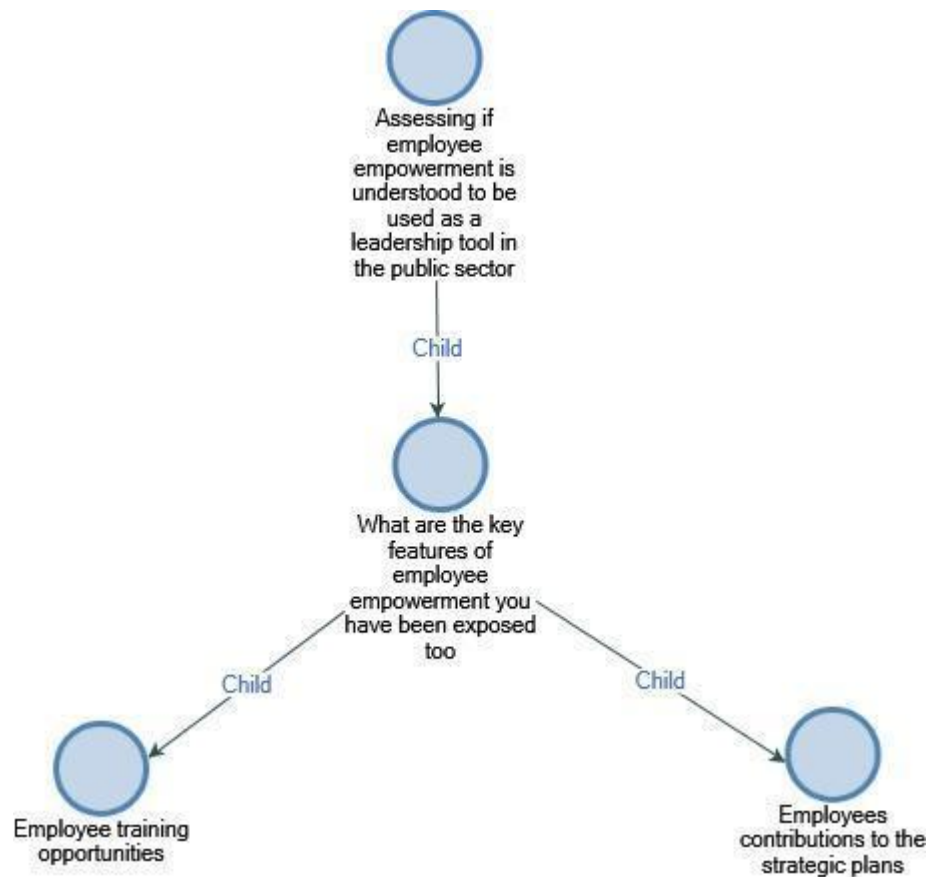 Assessing if
employee
empowerment is
understood to be
used as a
leadership tool in
the public sector
Child
What are the key
features of
employee
empowerment you
have been exposed
too
Child
Child
Employee training
opportunities
Employees
contributions to the
strategic plans